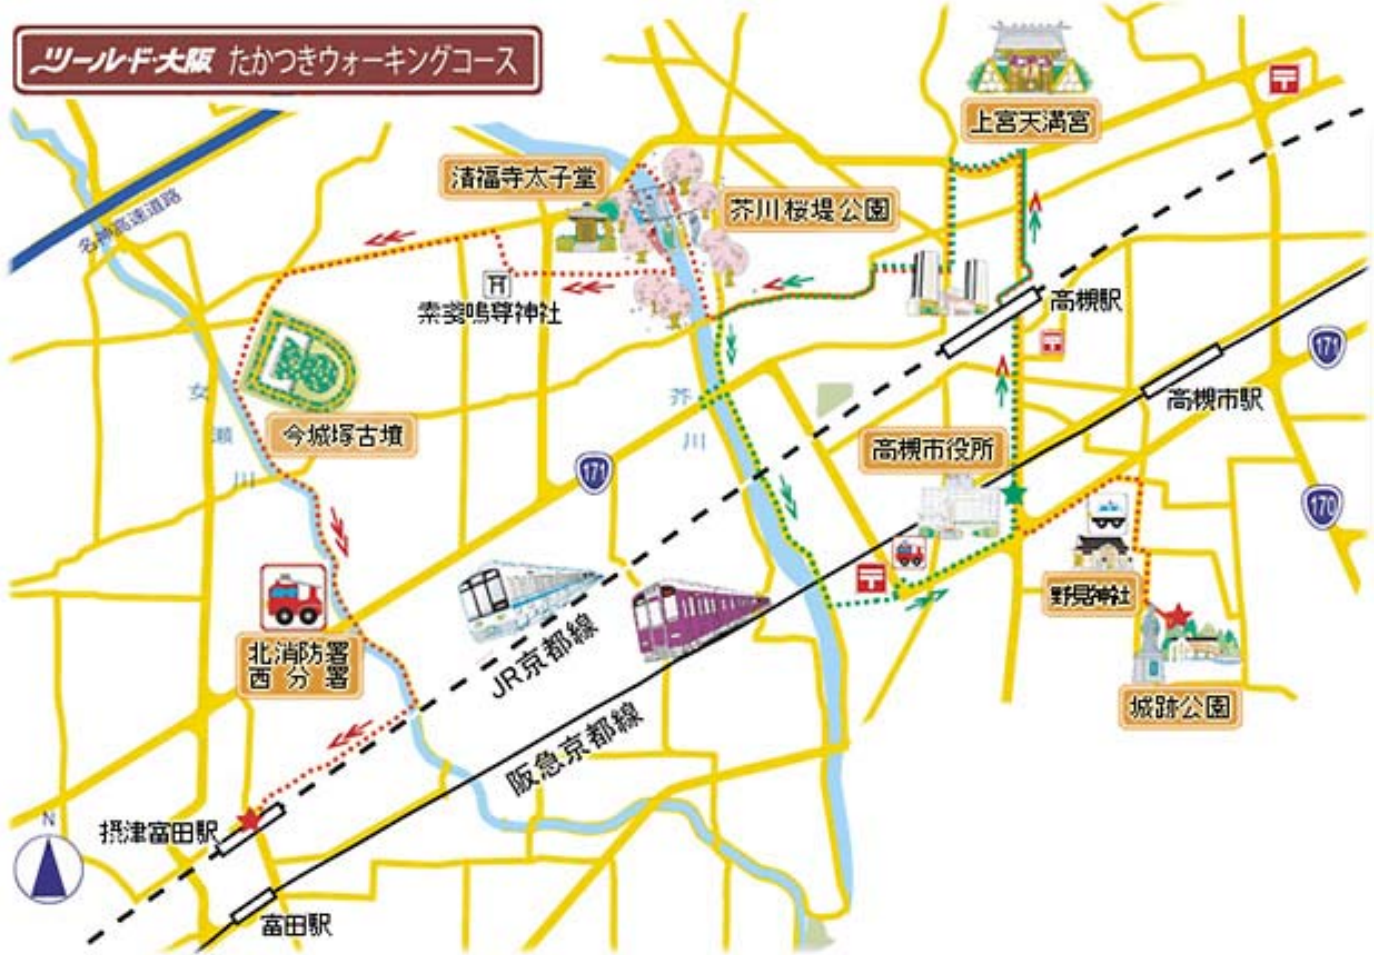 ツール・ド・大阪 たかつきウォーキングコース
上宮天満宮
清福寺太子堂
芥川桜堤公園
名神高速道路
素盞嗚尊神社
高槻駅
171
高槻市駅
女
瀬
川
芥
川
今城塚古墳
高槻市役所
171
170
北消防署
西分署
野見神社
JR京都線
城跡公園
阪急京都線
N
摂津富田駅
富田駅